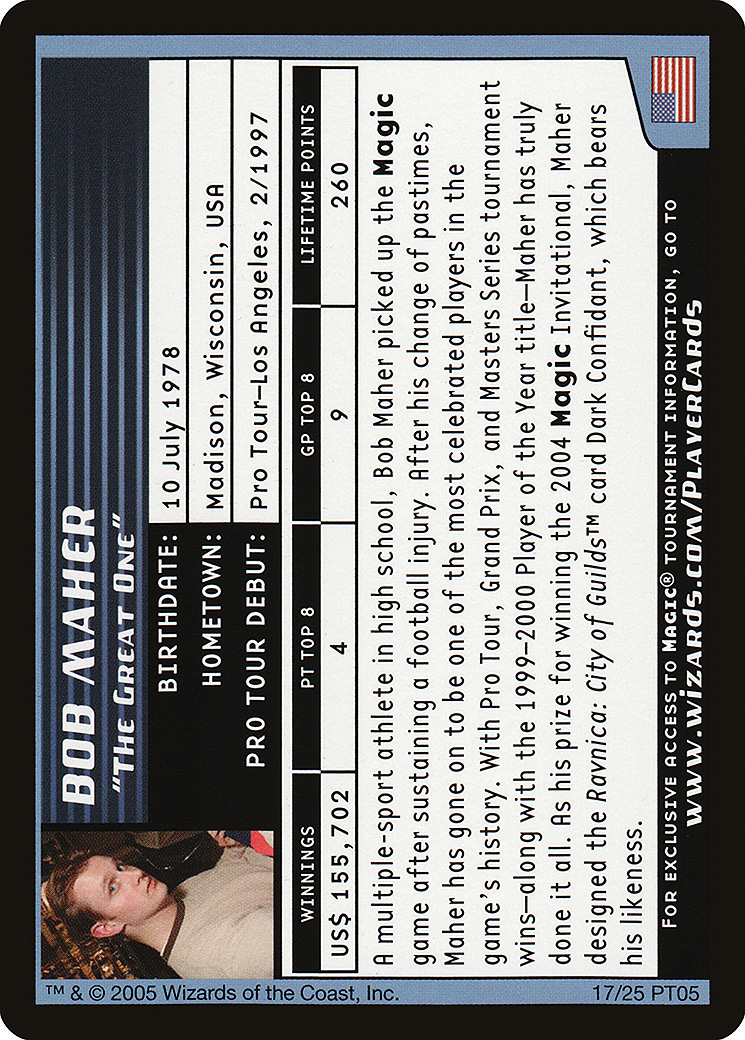 BOB MAHER
"THE GREAT ONE"
BIRTHDATE: 10 July 1978
HOMETOWN: Madison, Wisconsin, USA
PRO TOUR DEBUT: Pro Tour–Los Angeles, 2/1997
WINNINGS PT TOP 8 GP TOP 8 LIFETIME POINTS
US$ 155,702 4 9 260
A multiple-sport athlete in high school, Bob Maher picked up the Magic
game after sustaining a football injury. After his change of pastimes,
Maher has gone on to be one of the most celebrated players in the
game's history. With Pro Tour, Grand Prix, and Masters Series tournament
wins—along with the 1999–2000 Player of the Year title—Maher has truly
done it all. As his prize for winning the 2004 Magic Invitational, Maher
designed the Ravnica: City of Guilds™ card Dark Confidant, which bears
his likeness.
FOR EXCLUSIVE ACCESS TO MAGIC® TOURNAMENT INFORMATION, GO TO
WWW.WIZARDS.COM/PLAYERCARDS
™ & © 2005 Wizards of the Coast, Inc.
17/25 PT05